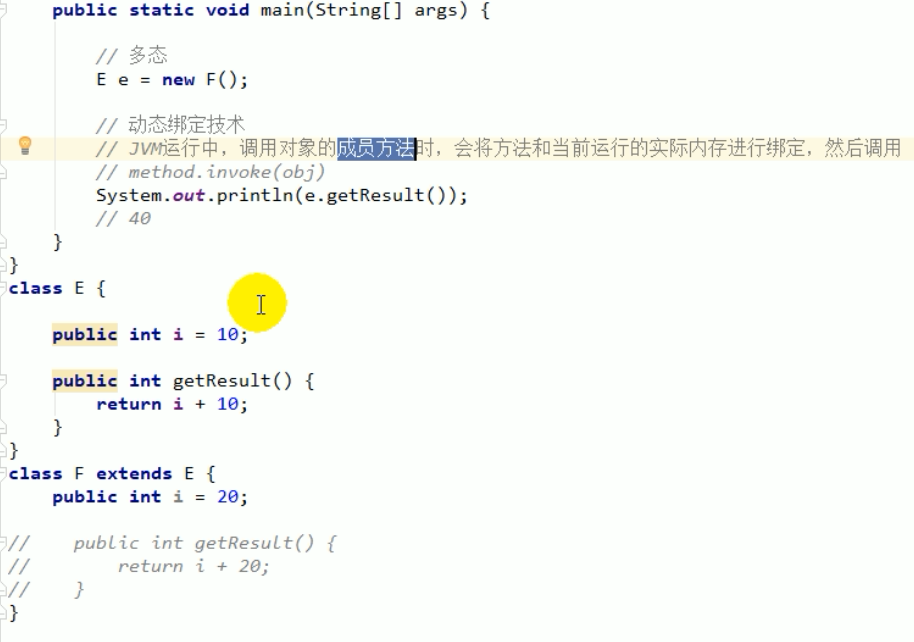 public static void main(String[] args) {
// 多态
E e = new F();
// 动态绑定技术
// JVM运行中，调用对象的成员方法时，会将方法和当前运行的实际内存进行绑定，然后调用
// method.invoke(obj)
System.out.println(e.getResult());
// 40
}
}
class E {
public int i = 10;
public int getResult() {
return i + 10;
}
}
class F extends E {
public int i = 20;
// public int getResult() {
// return i + 20;
// }
}